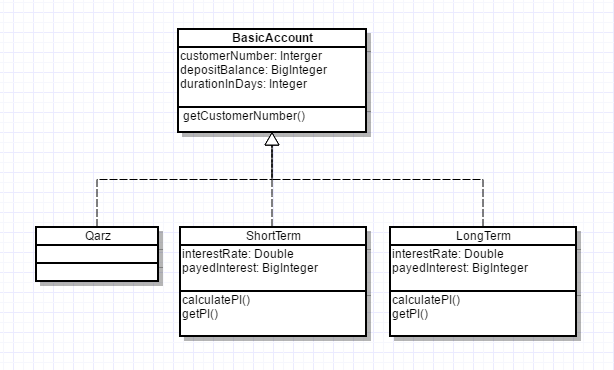 BasicAccount
customerNumber: Interger
depositBalance: BigInteger
durationInDays: Integer
getCustomerNumber()
Qarz
ShortTerm
interestRate: Double
payedInterest: BigInteger
calculatePI()
getPI()
LongTerm
interestRate: Double
payedInterest: BigInteger
calculatePI()
getPI()